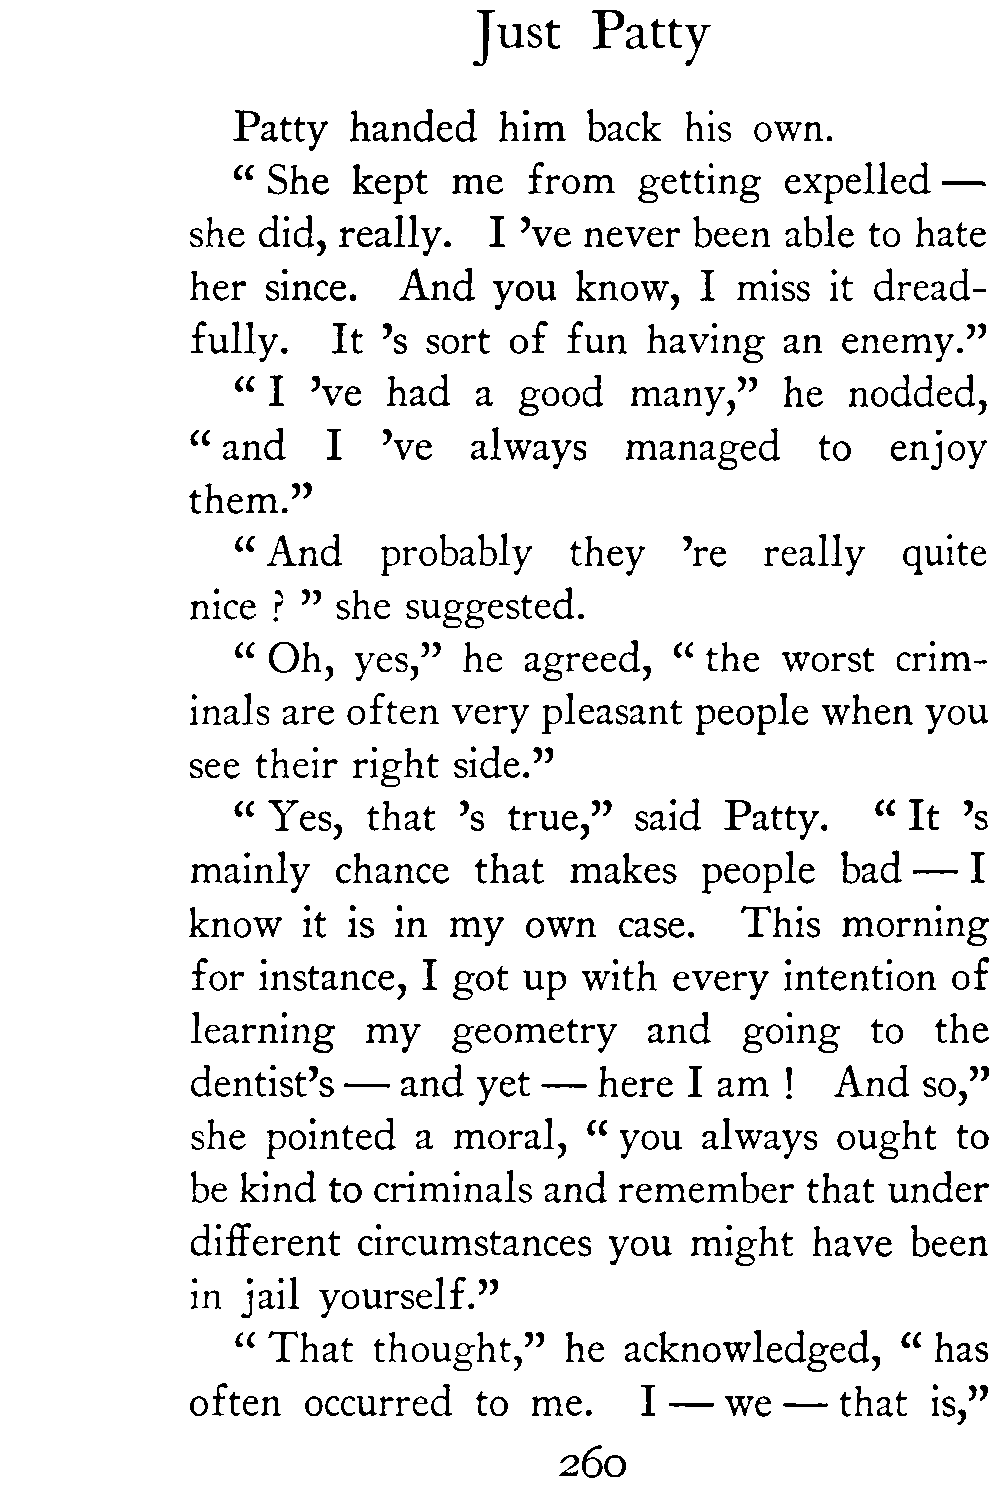 Just Patty
Patty handed him back his own.
“ She kept me from getting expelled —
she did, really. I ’ve never been able to hate
her since. And you know, I miss it dread-
fully. It ’s sort of fun having an enemy.”
“ I ’ve had a good many,” he nodded,
“ and I ’ve always managed to enjoy
them.”
“ And probably they ’re really quite
nice ? ” she suggested.
“ Oh, yes,” he agreed, “ the worst crim-
inals are often very pleasant people when you
see their right side.”
“ Yes, that ’s true,” said Patty. “ It ’s
mainly chance that makes people bad — I
know it is in my own case. This morning
for instance, I got up with every intention of
learning my geometry and going to the
dentist’s — and yet — here I am ! And so,”
she pointed a moral, “ you always ought to
be kind to criminals and remember that under
different circumstances you might have been
in jail yourself.”
“ That thought,” he acknowledged, “ has
often occurred to me. I — we — that is,”
260